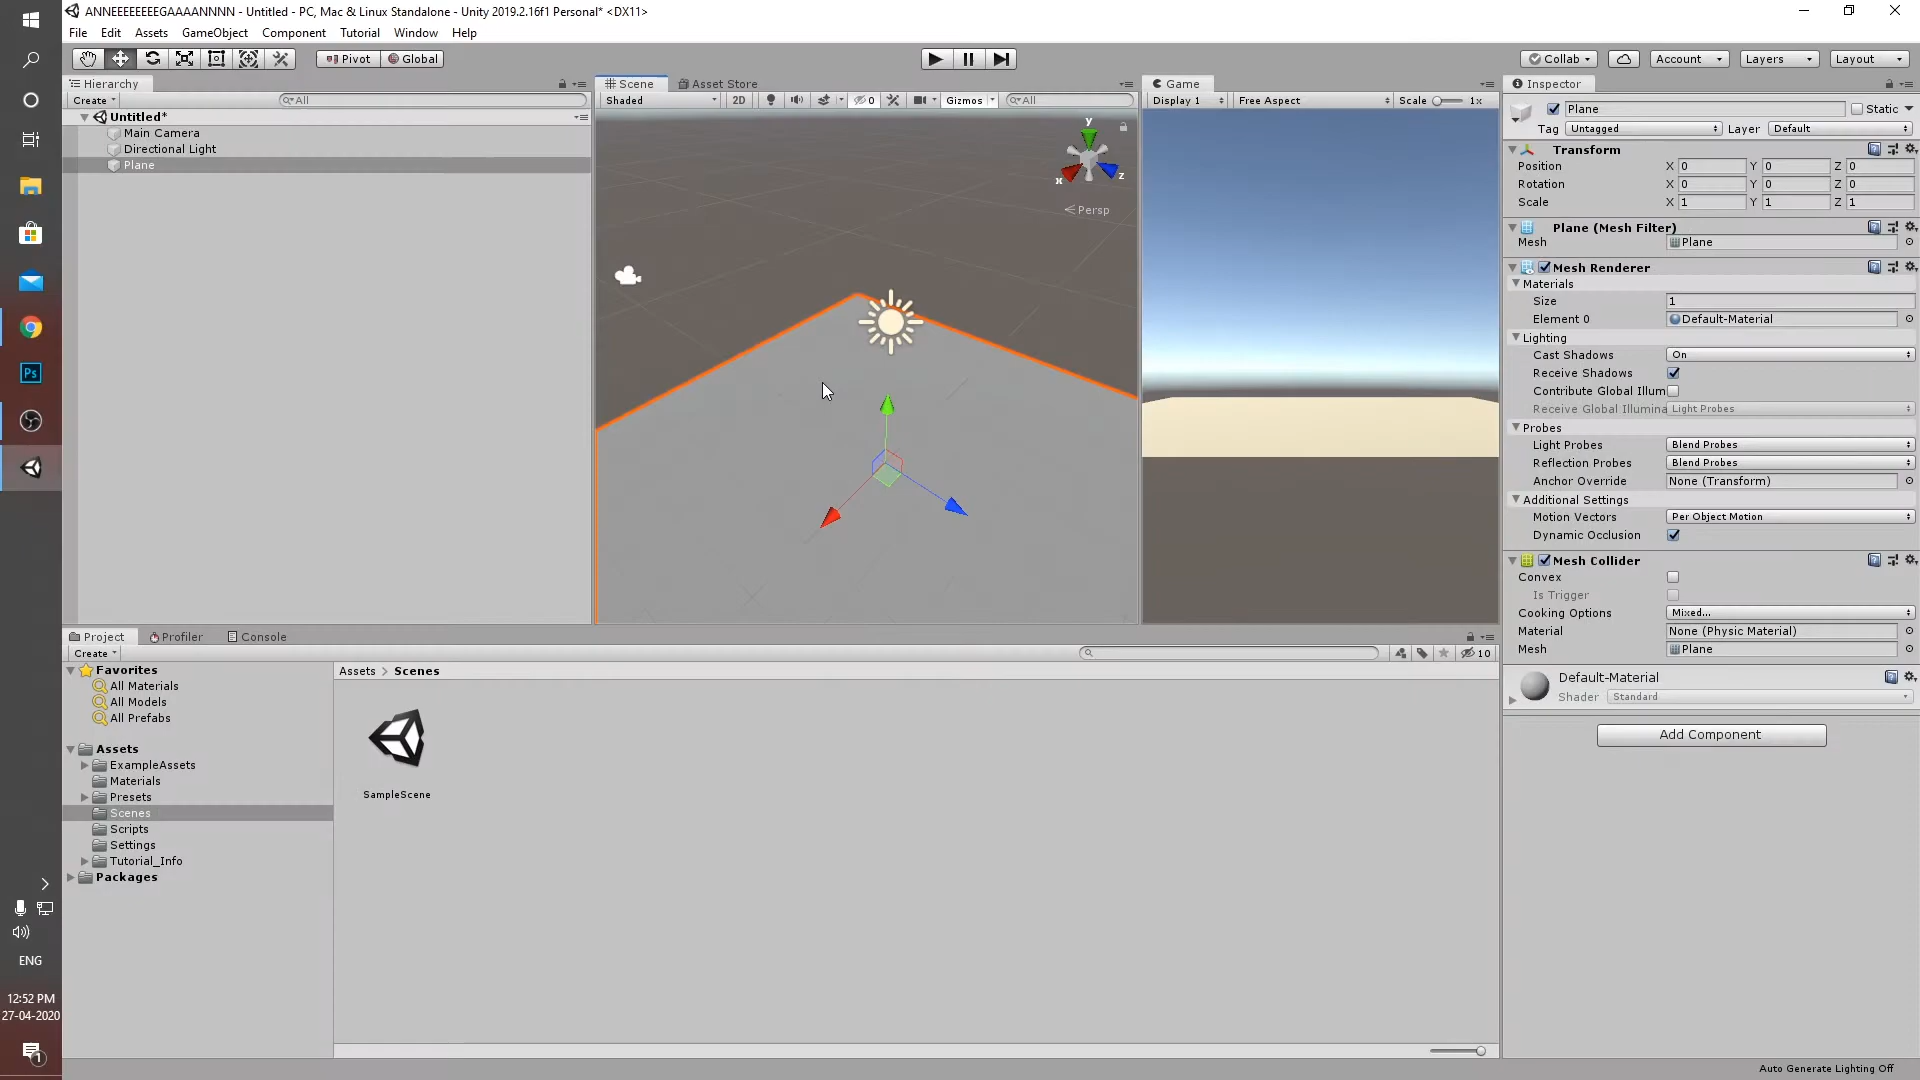 ANNEEEEEEEGAAAANNNN - Untitled - PC, Mac & Linux Standalone - Unity 2019.2.16f1 Personal* <DX11>
File Edit Assets GameObject Component Tutorial Window Help
Pivot Global Collab Account Layers Layout
Hierarchy
Create All
Untitled*
Main Camera
Directional Light
Plane
Scene Asset Store
Shaded 2D 0 Gizmos All
y
x z
Persp
Game
Display 1 Free Aspect Scale 1x
Inspector
Plane Static
Tag Untagged Layer Default
Transform
Position X 0 Y 0 Z 0
Rotation X 0 Y 0 Z 0
Scale X 1 Y 1 Z 1
Plane (Mesh Filter)
Mesh Plane
Mesh Renderer
Materials
Size 1
Element 0 Default-Material
Lighting
Cast Shadows On
Receive Shadows
Contribute Global Illum
Receive Global Illumina Light Probes
Probes
Light Probes Blend Probes
Reflection Probes Blend Probes
Anchor Override None (Transform)
Additional Settings
Motion Vectors Per Object Motion
Dynamic Occlusion
Mesh Collider
Convex
Is Trigger
Cooking Options Mixed...
Material None (Physic Material)
Mesh Plane
Default-Material
Shader Standard
Add Component
Project Profiler Console
Create 10
Favorites
All Materials
All Models
All Prefabs
Assets
ExampleAssets
Materials
Presets
Scenes
Scripts
Settings
Tutorial_Info
Packages
Assets > Scenes
SampleScene
Auto Generate Lighting Off
Ps
ENG
12:52 PM
27-04-2020
1